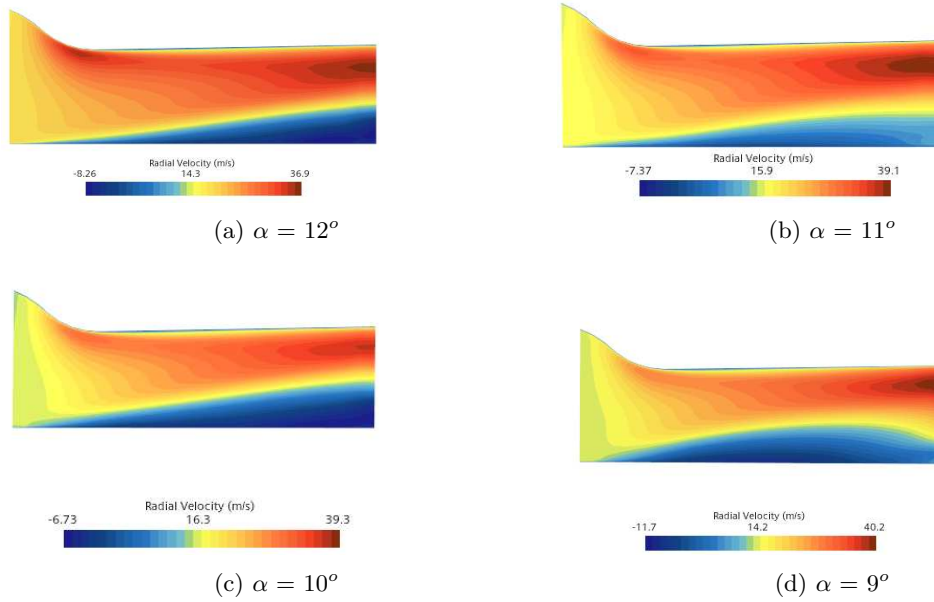 Radial Velocity (m/s)
-8.26 14.3 36.9
(a) α = 12°
Radial Velocity (m/s)
-7.37 15.9 39.1
(b) α = 11°
Radial Velocity (m/s)
-6.73 16.3 39.3
(c) α = 10°
Radial Velocity (m/s)
-11.7 14.2 40.2
(d) α = 9°